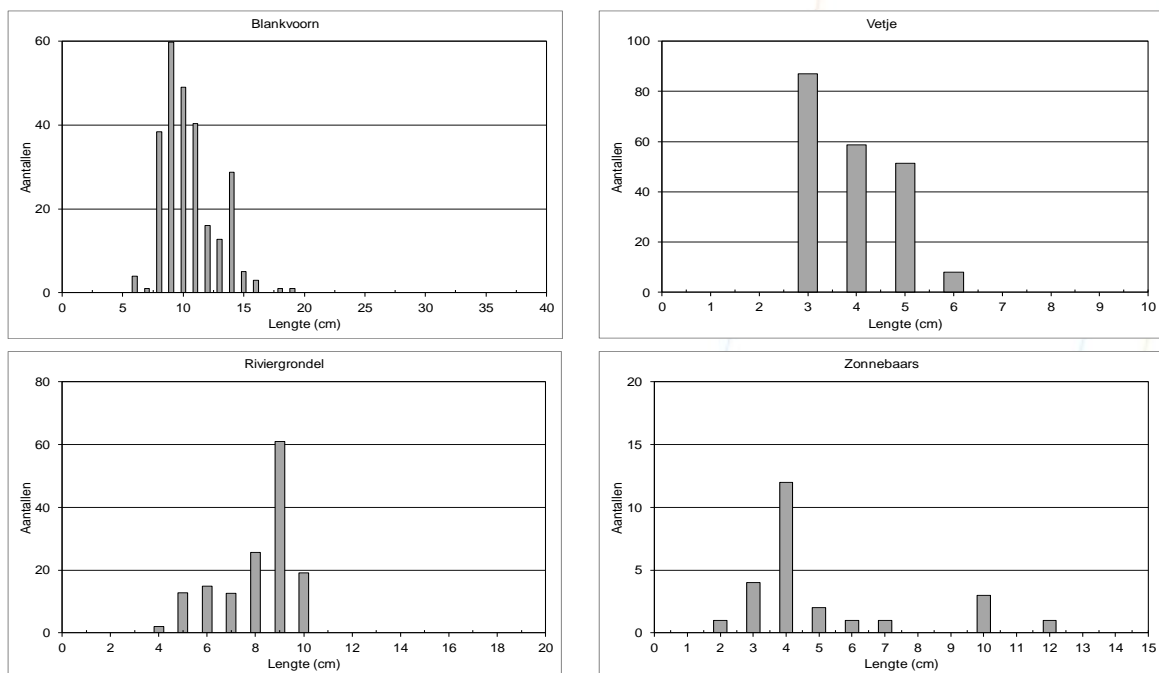 Blankvoorn
60
40
20
0
Aantallen
0 5 10 15 20 25 30 35 40
Lengte (cm)
Vetje
100
80
60
40
20
0
Aantallen
0 1 2 3 4 5 6 7 8 9 10
Lengte (cm)
Riviergrondel
80
60
40
20
0
Aantallen
0 2 4 6 8 10 12 14 16 18 20
Lengte (cm)
Zonnebaars
20
15
10
5
0
Aantallen
0 1 2 3 4 5 6 7 8 9 10 11 12 13 14 15
Lengte (cm)